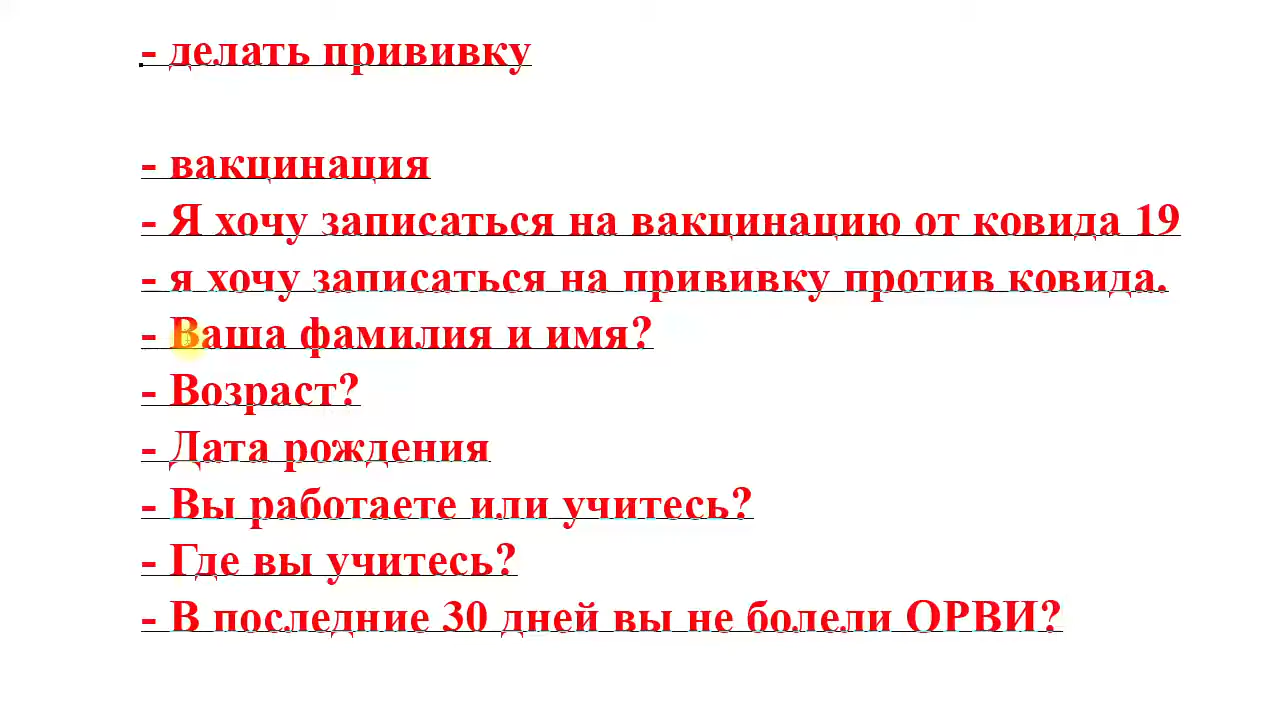 - делать прививку
- вакцинация
- Я хочу записаться на вакцинацию от ковида 19
- я хочу записаться на прививку против ковида.
- Ваша фамилия и имя?
- Возраст?
- Дата рождения
- Вы работаете или учитесь?
- Где вы учитесь?
- В последние 30 дней вы не болели ОРВИ?